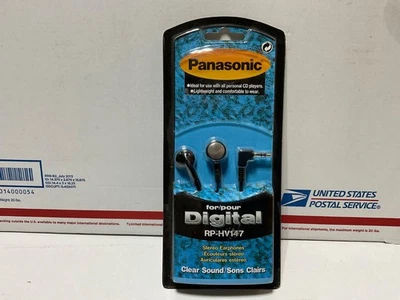 Panasonic
•Ideal for use with all personal CD players.
•Lightweight and comfortable to wear.
for/pour
Digital
RP-HV147
Stereo Earphones
Écouteurs stéréo
Auriculares estéreo
Clear Sound/Sons Clairs
UNITED STATES
POSTAL SERVICE®
014000054